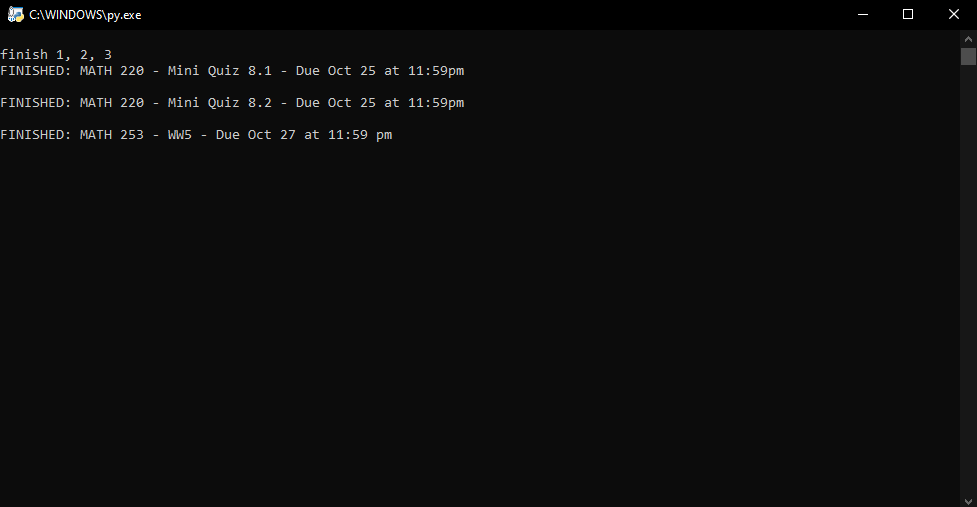 C:\WINDOWS\py.exe
finish 1, 2, 3
FINISHED: MATH 220 - Mini Quiz 8.1 - Due Oct 25 at 11:59pm
FINISHED: MATH 220 - Mini Quiz 8.2 - Due Oct 25 at 11:59pm
FINISHED: MATH 253 - WW5 - Due Oct 27 at 11:59 pm